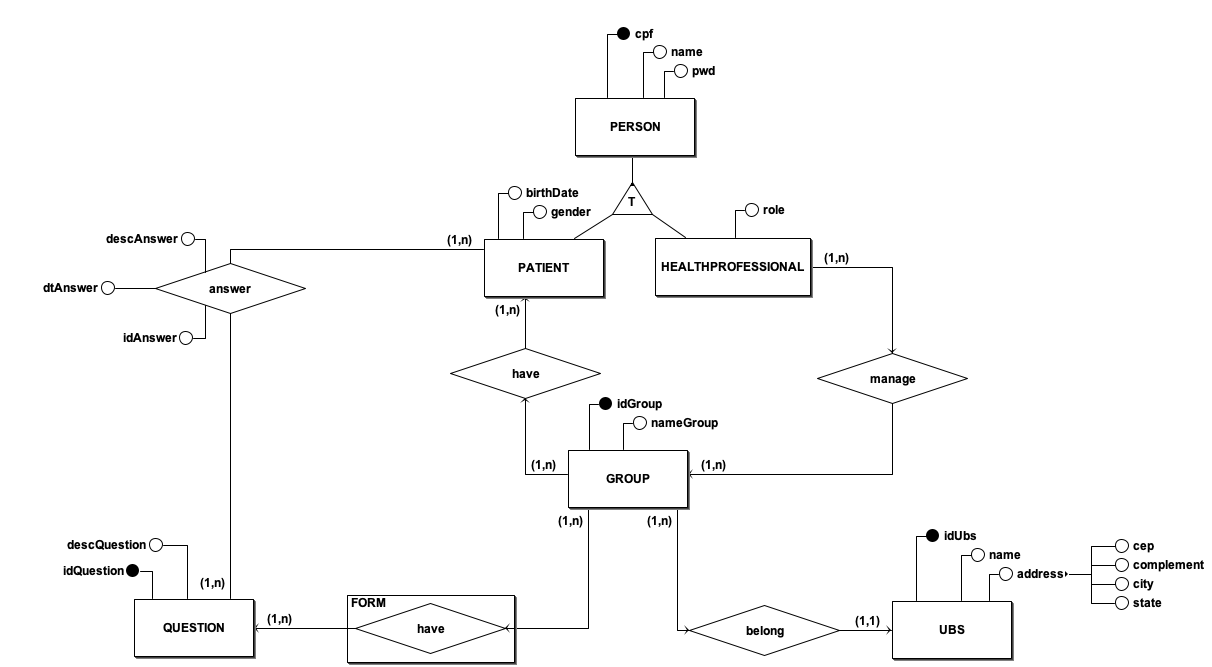 cpf
name
pwd
PERSON
T
birthDate
gender
role
descAnswer
(1,n)
PATIENT
HEALTHPROFESSIONAL
(1,n)
dtAnswer
answer
idAnswer
(1,n)
have
manage
idGroup
nameGroup
(1,n)
GROUP
(1,n)
(1,n)
(1,n)
descQuestion
idQuestion
(1,n)
idUbs
name
address
cep
complement
city
state
QUESTION
(1,n)
FORM
have
belong
(1,1)
UBS